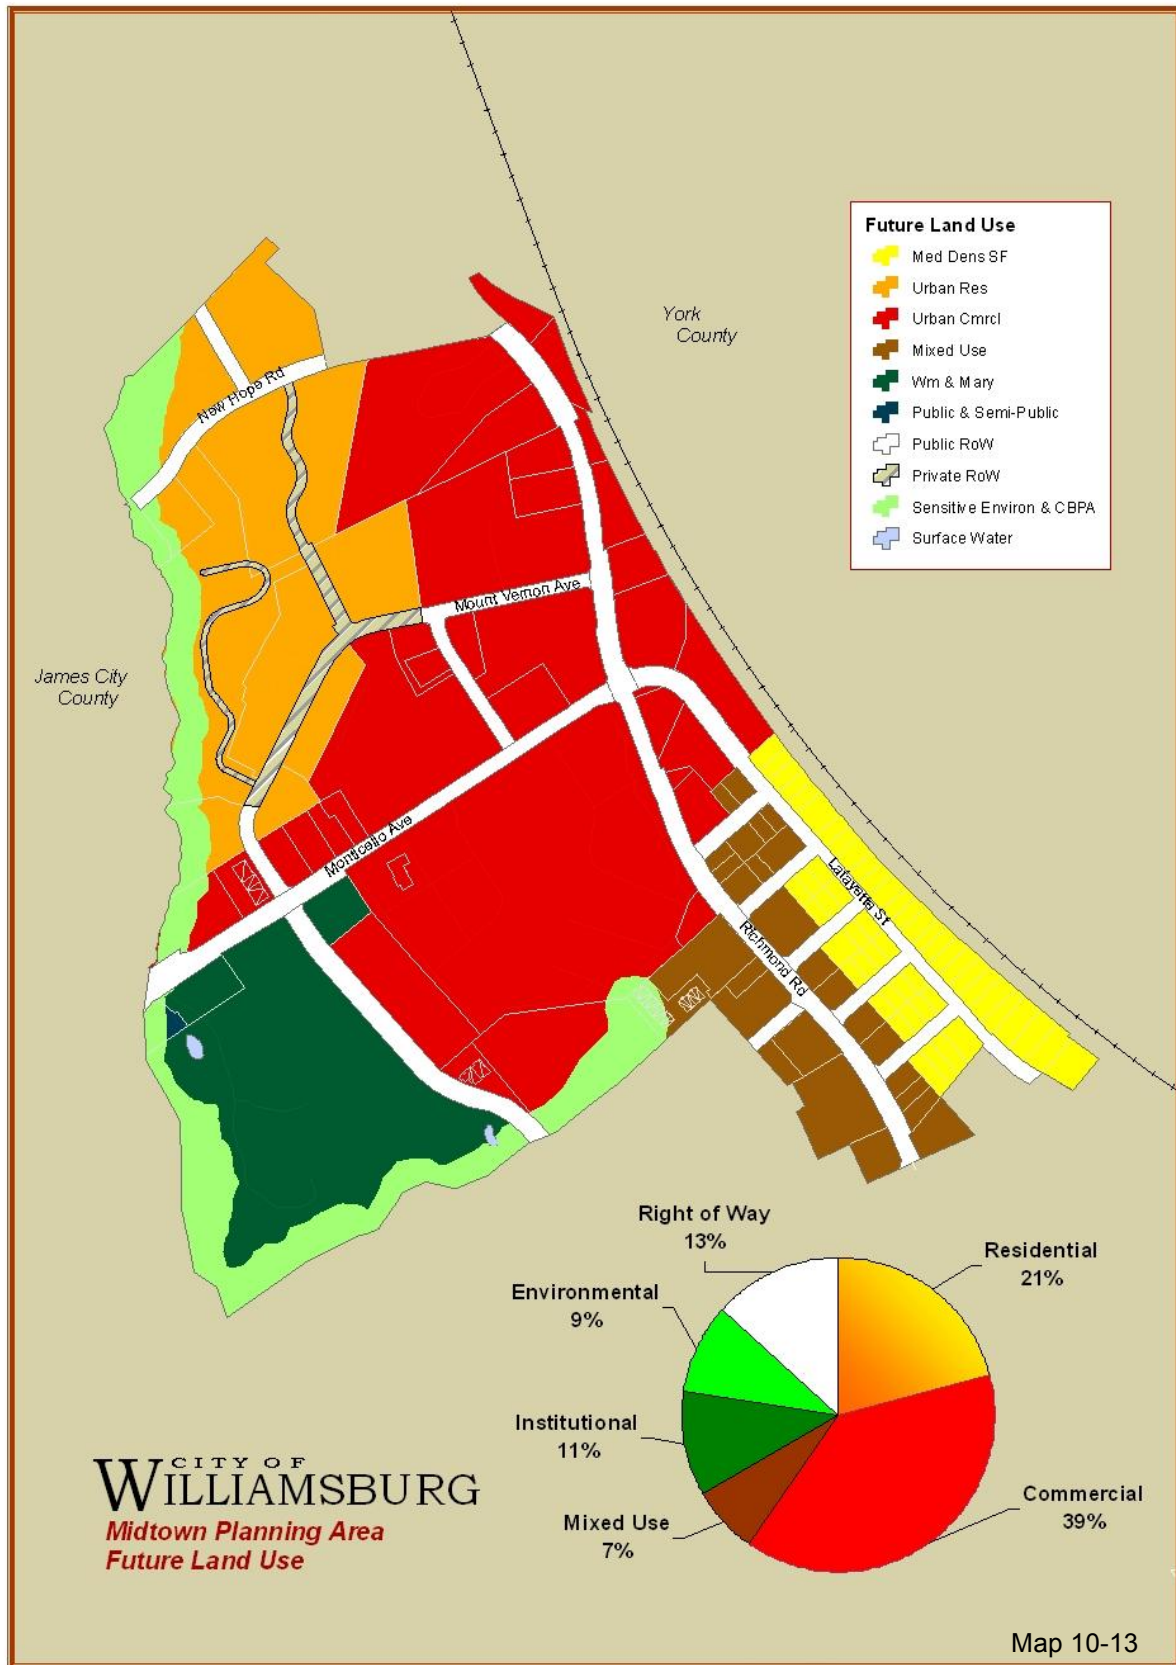 York
County
Future Land Use
Med Dens SF
Urban Res
Urban Cmrcl
Mixed Use
Wm & Mary
Public & Semi-Public
Public RoW
Private RoW
Sensitive Environ & CBPA
Surface Water
New Hope Rd
Mount Vernon Ave
James City
County
Monticello Ave
Lafayette St
Richmond Rd
Right of Way
13%
Residential
21%
Environmental
9%
Institutional
11%
Mixed Use
7%
Commercial
39%
CITY OF
WILLIAMSBURG
Midtown Planning Area
Future Land Use
Map 10-13